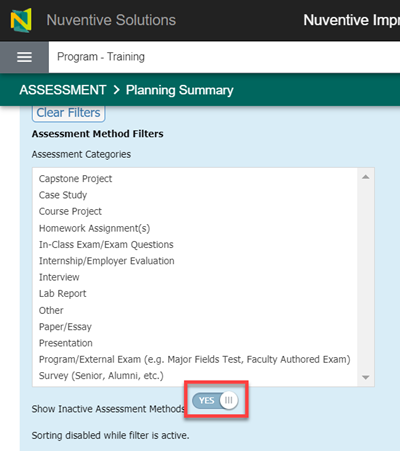 Nuventive Solutions
Nuventive Impr
Program - Training
ASSESSMENT > Planning Summary
Clear Filters
Assessment Method Filters
Assessment Categories
Capstone Project
Case Study
Course Project
Homework Assignment(s)
In-Class Exam/Exam Questions
Internship/Employer Evaluation
Interview
Lab Report
Other
Paper/Essay
Presentation
Program/External Exam (e.g. Major Fields Test, Faculty Authored Exam)
Survey (Senior, Alumni, etc.)
Show Inactive Assessment Methods
YES
Sorting disabled while filter is active.